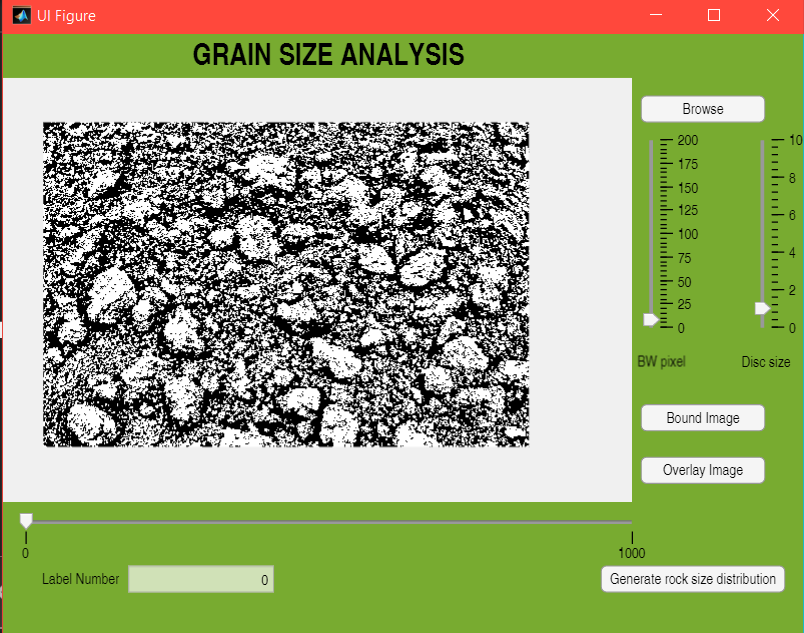 UI Figure
GRAIN SIZE ANALYSIS
Browse
200
175
150
125
100
75
50
25
0
BW pixel
10
8
6
4
2
0
Disc size
Bound Image
Overlay Image
0
1000
Label Number
0
Generate rock size distribution